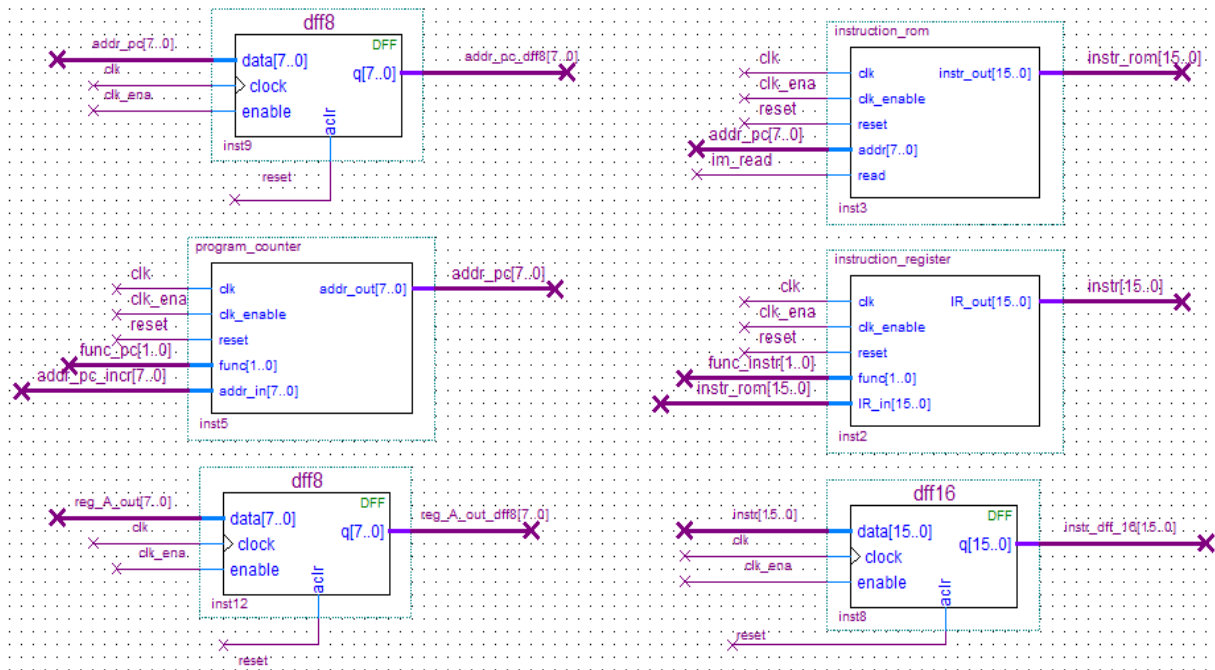 dff8
DFF
addr_pc[7..0]
data[7..0]
q[7..0]
addr_pc_dff8[7..0]
clk
clock
clk_ena
enable
aclr
inst9
reset
instruction_rom
clk
clk
instr_out[15..0]
instr_rom[15..0]
clk_ena
clk_enable
reset
reset
addr_pc[7..0]
addr[7..0]
im_read
read
inst3
program_counter
clk
clk
addr_out[7..0]
addr_pc[7..0]
clk_ena
clk_enable
reset
reset
func_pc[1..0]
func[1..0]
addr_pc_incr[7..0]
addr_in[7..0]
inst5
instruction_register
clk
clk
IR_out[15..0]
instr[15..0]
clk_ena
clk_enable
reset
reset
func_instr[1..0]
func[1..0]
instr_rom[15..0]
IR_in[15..0]
inst2
dff8
DFF
reg_A_out[7..0]
data[7..0]
q[7..0]
reg_A_out_dff8[7..0]
clk
clock
clk_ena
enable
aclr
inst12
reset
dff16
DFF
instr[15..0]
data[15..0]
q[15..0]
instr_dff_16[15..0]
clk
clock
clk_ena
enable
aclr
inst8
reset